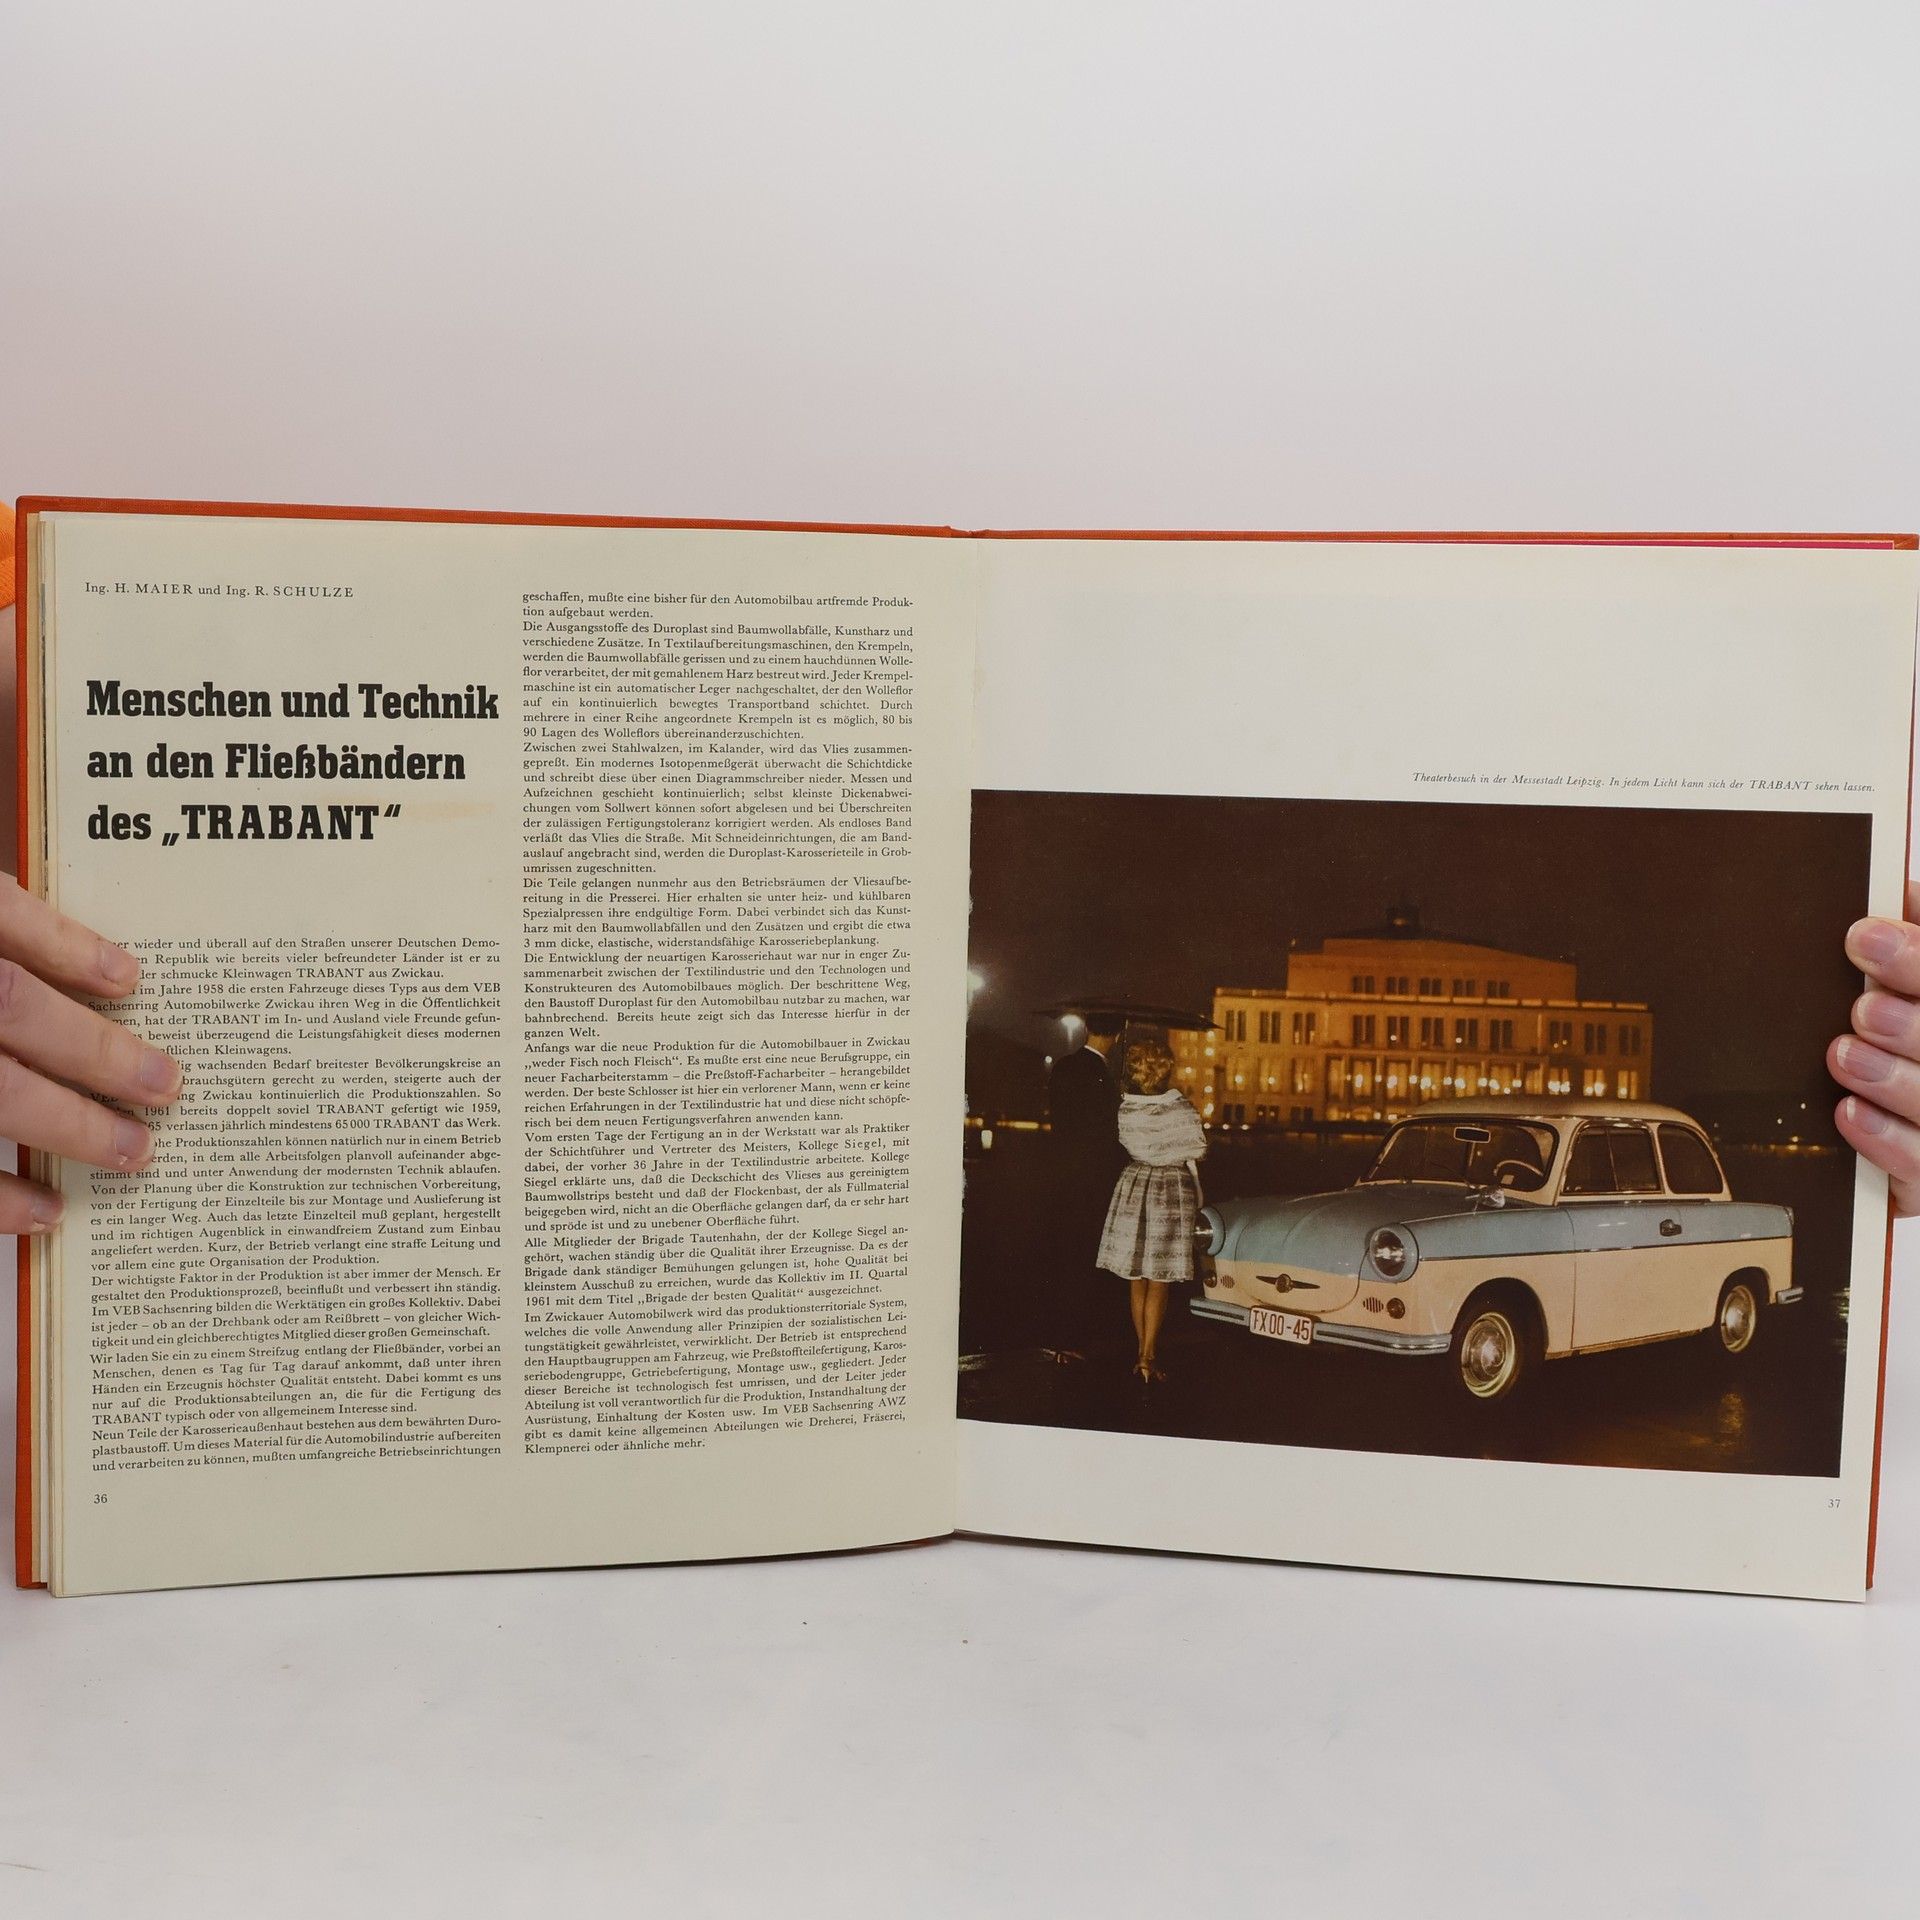 Ing. H. MAIER und Ing. R. SCHULZE
Menschen und Technik
an den Fließbändern
des „TRABANT“
wieder und überall auf den Straßen unserer Deutschen Demo-
Republik wie bereits vieler befreundeter Länder ist er zu
der schmucke Kleinwagen TRABANT aus Zwickau.
im Jahre 1958 die ersten Fahrzeuge dieses Typs aus dem VEB
Sachsenring Automobilwerke Zwickau ihren Weg in die Öffentlichkeit
hat der TRABANT im In- und Ausland viele Freunde gefun-
beweist überzeugend die Leistungsfähigkeit dieses modernen
Kleinwagens.
wachsenden Bedarf breitester Bevölkerungskreise an
gerecht zu werden, steigerte auch der
VEB Zwickau kontinuierlich die Produktionszahlen. So
1961 bereits doppelt soviel TRABANT gefertigt wie 1959,
verlassen jährlich mindestens 65 000 TRABANT das Werk.
Produktionszahlen können natürlich nur in einem Betrieb
in dem alle Arbeitsfolgen planvoll aufeinander abge-
stimmt sind und unter Anwendung der modernsten Technik ablaufen.
Von der Planung über die Konstruktion zur technischen Vorbereitung,
von der Fertigung der Einzelteile bis zur Montage und Auslieferung ist
es ein langer Weg. Auch das letzte Einzelteil muß geplant, hergestellt
und im richtigen Augenblick in einwandfreiem Zustand zum Einbau
angeliefert werden. Kurz, der Betrieb verlangt eine straffe Leitung und
vor allem eine gute Organisation der Produktion.
Der wichtigste Faktor in der Produktion ist aber immer der Mensch. Er
gestaltet den Produktionsprozeß, beeinflußt und verbessert ihn ständig.
Im VEB Sachsenring bilden die Werktätigen ein großes Kollektiv. Dabei
ist jeder – ob an der Drehbank oder am Reißbrett – von gleicher Wich-
tigkeit und ein gleichberechtigtes Mitglied dieser großen Gemeinschaft.
Wir laden Sie ein zu einem Streifzug entlang der Fließbänder, vorbei an
Menschen, denen es Tag für Tag darauf ankommt, daß unter ihren
Händen ein Erzeugnis höchster Qualität entsteht. Dabei kommt es uns
nur auf die Produktionsabteilungen an, die für die Fertigung des
TRABANT typisch oder von allgemeinem Interesse sind.
Neun Teile der Karosserieaußenhaut bestehen aus dem bewährten Duro-
plastbaustoff. Um dieses Material für die Automobilindustrie aufbereiten
und verarbeiten zu können, mußten umfangreiche Betriebseinrichtungen
36
geschaffen, mußte eine bisher für den Automobilbau artfremde Produk-
tion aufgebaut werden.
Die Ausgangsstoffe des Duroplast sind Baumwollabfälle, Kunstharz und
verschiedene Zusätze. In Textilaufbereitungsmaschinen, den Krempeln,
werden die Baumwollabfälle gerissen und zu einem hauchdünnen Wolle-
flor verarbeitet, der mit gemahlenem Harz bestreut wird. Jeder Krempel-
maschine ist ein automatischer Leger nachgeschaltet, der den Wolleflor
auf ein kontinuierlich bewegtes Transportband schichtet. Durch
mehrere in einer Reihe angeordnete Krempeln ist es möglich, 80 bis
90 Lagen des Wolleflors übereinanderzuschichten.
Zwischen zwei Stahlwalzen, im Kalander, wird das Vlies zusammen-
gepreßt. Ein modernes Isotopenmeßgerät überwacht die Schichtdicke
und schreibt diese über einen Diagrammschreiber nieder. Messen und
Aufzeichnen geschieht kontinuierlich; selbst kleinste Dickenabwei-
chungen vom Sollwert können sofort abgelesen und bei Überschreiten
der zulässigen Fertigungstoleranz korrigiert werden. Als endloses Band
verläßt das Vlies die Straße. Mit Schneideinrichtungen, die am Band-
auslauf angebracht sind, werden die Duroplast-Karosserieteile in Grob-
umrissen zugeschnitten.
Die Teile gelangen nunmehr aus den Betriebsräumen der Vliesaufbe-
reitung in die Presserei. Hier erhalten sie unter heiz- und kühlbaren
Spezialpressen ihre endgültige Form. Dabei verbindet sich das Kunst-
harz mit den Baumwollabfällen und den Zusätzen und ergibt die etwa
3 mm dicke, elastische, widerstandsfähige Karosseriebeplankung.
Die Entwicklung der neuartigen Karosseriehaut war nur in enger Zu-
sammenarbeit zwischen der Textilindustrie und den Technologen und
Konstrukteuren des Automobilbaues möglich. Der beschrittene Weg,
den Baustoff Duroplast für den Automobilbau nutzbar zu machen, war
bahnbrechend. Bereits heute zeigt sich das Interesse hierfür in der
ganzen Welt.
Anfangs war die neue Produktion für die Automobilbauer in Zwickau
„weder Fisch noch Fleisch“. Es mußte erst eine neue Berufsgruppe, ein
neuer Facharbeiterstamm – die Preßstoff-Facharbeiter – herangebildet
werden. Der beste Schlosser ist hier ein verlorener Mann, wenn er keine
reichen Erfahrungen in der Textilindustrie hat und diese nicht schöpfe-
risch bei dem neuen Fertigungsverfahren anwenden kann.
Vom ersten Tage der Fertigung an in der Werkstatt war als Praktiker
der Schichtführer und Vertreter des Meisters, Kollege Siegel, mit
dabei, der vorher 36 Jahre in der Textilindustrie arbeitete. Kollege
Siegel erklärte uns, daß die Deckschicht des Vlieses aus gereinigtem
Baumwollstrips besteht und daß der Flockenbast, der als Füllmaterial
beigegeben wird, nicht an die Oberfläche gelangen darf, da er sehr hart
und spröde ist und zu unebener Oberfläche führt.
Alle Mitglieder der Brigade Tautenhahn, der der Kollege Siegel an-
gehört, wachen ständig über die Qualität ihrer Erzeugnisse. Da es der
Brigade dank ständiger Bemühungen gelungen ist, hohe Qualität bei
kleinstem Ausschuß zu erreichen, wurde das Kollektiv im II. Quartal
1961 mit dem Titel „Brigade der besten Qualität“ ausgezeichnet.
Im Zwickauer Automobilwerk wird das produktionsterritoriale System,
welches die volle Anwendung aller Prinzipien der sozialistischen Lei-
tungstätigkeit gewährleistet, verwirklicht. Der Betrieb ist entsprechend
den Hauptbaugruppen am Fahrzeug, wie Preßstoffteilefertigung, Karos-
seriebodengruppe, Getriebefertigung, Montage usw., gegliedert. Jeder
dieser Bereiche ist technologisch fest umrissen, und der Leiter jeder
Abteilung ist voll verantwortlich für die Produktion, Instandhaltung der
Ausrüstung, Einhaltung der Kosten usw. Im VEB Sachsenring AWZ
gibt es damit keine allgemeinen Abteilungen wie Dreherei, Fräserei,
Klempnerei oder ähnliche mehr.
Theaterbesuch in der Messestadt Leipzig. In jedem Licht kann sich der TRABANT sehen lassen.
TX 00-45
37